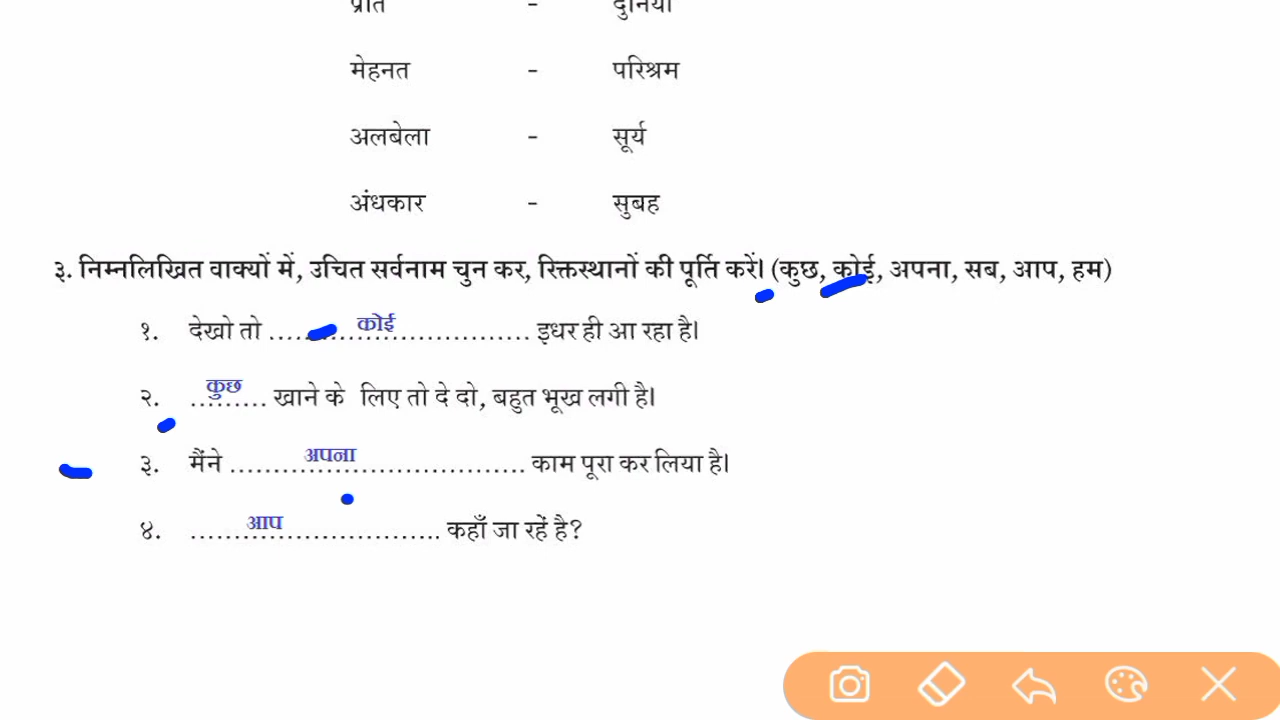 प्रात - दुनिया
मेहनत - परिश्रम
अलबेला - सूर्य
अंधकार - सुबह
३. निम्नलिखित वाक्यों में, उचित सर्वनाम चुन कर, रिक्तस्थानों की पूर्ति करें। (कुछ, कोई, अपना, सब, आप, हम)
१. देखो तो ..... कोई ..... इधर ही आ रहा है।
२. ..... कुछ ..... खाने के लिए तो दे दो, बहुत भूख लगी है।
३. मैंने ..... अपना ..... काम पूरा कर लिया है।
४. ..... आप ..... कहाँ जा रहें है?